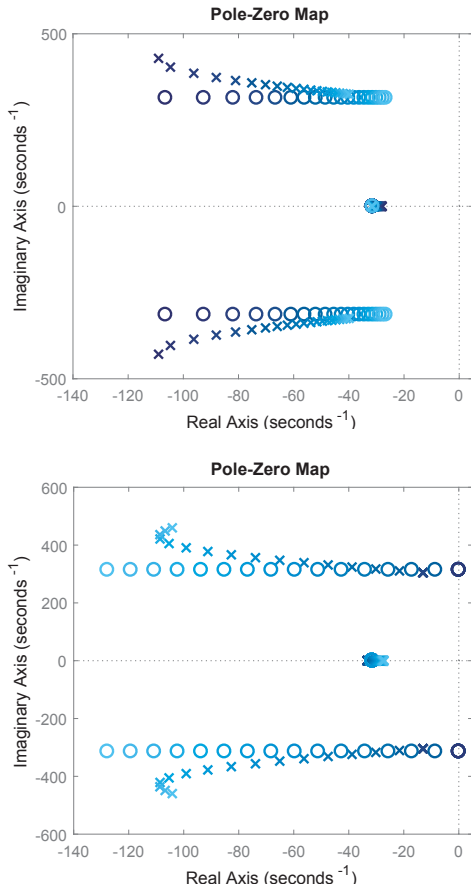 Pole-Zero Map
500
0
-500
-140 -120 -100 -80 -60 -40 -20 0
Real Axis (seconds -1)
Imaginary Axis (seconds -1)
Pole-Zero Map
600
400
200
0
-200
-400
-600
-140 -120 -100 -80 -60 -40 -20 0
Real Axis (seconds -1)
Imaginary Axis (seconds -1)